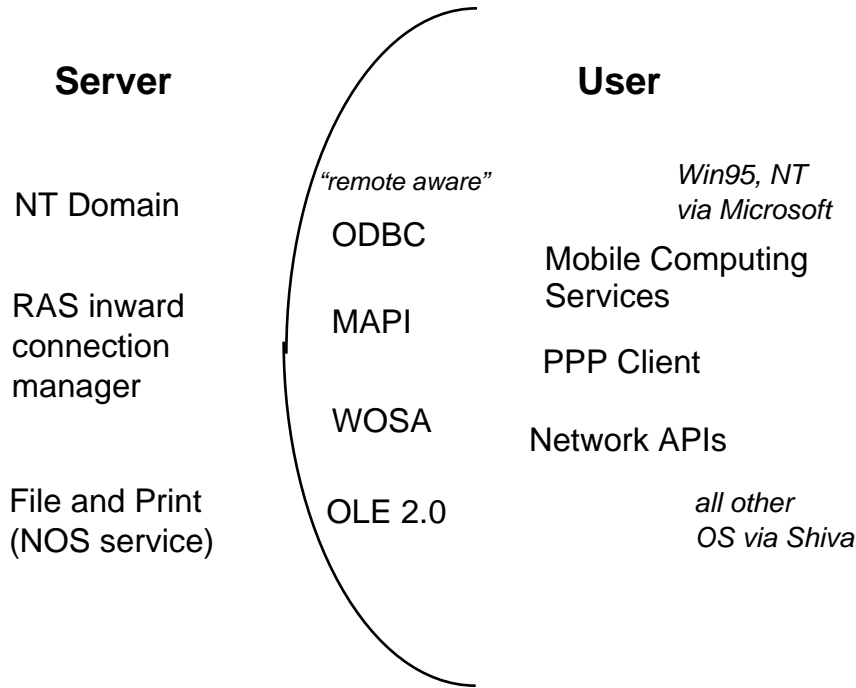 Server
NT Domain
RAS inward
connection
manager
File and Print
(NOS service)
“remote aware”
ODBC
MAPI
WOSA
OLE 2.0
User
Win95, NT
via Microsoft
Mobile Computing
Services
PPP Client
Network APIs
all other
OS via Shiva